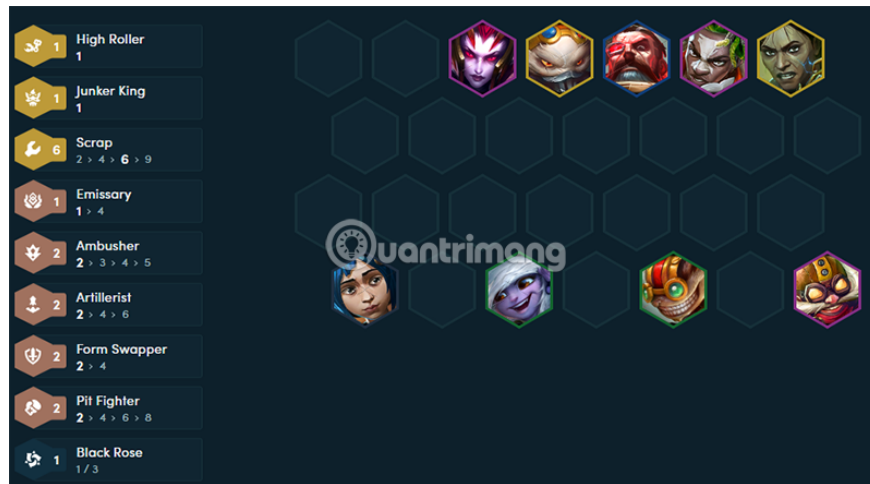 1 High Roller
1
1 Junker King
1
6 Scrap
2 > 4 > 6 > 9
1 Emissary
1 > 4
2 Ambusher
2 > 3 > 4 > 5
2 Artillerist
2 > 4 > 6
2 Form Swapper
2 > 4
2 Pit Fighter
2 > 4 > 6 > 8
1 Black Rose
1 / 3
Quantrimang